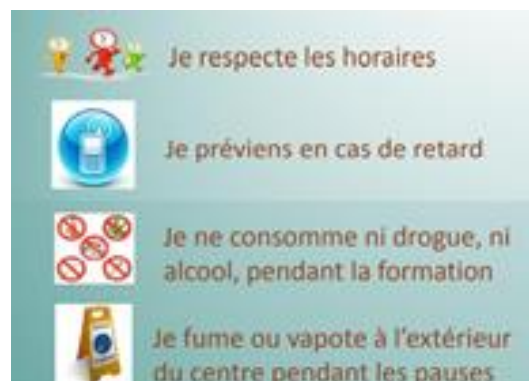 Je respecte les horaires
Je préviens en cas de retard
Je ne consomme ni drogue, ni
alcool, pendant la formation
Je fume ou vapote à l'extérieur
du centre pendant les pauses